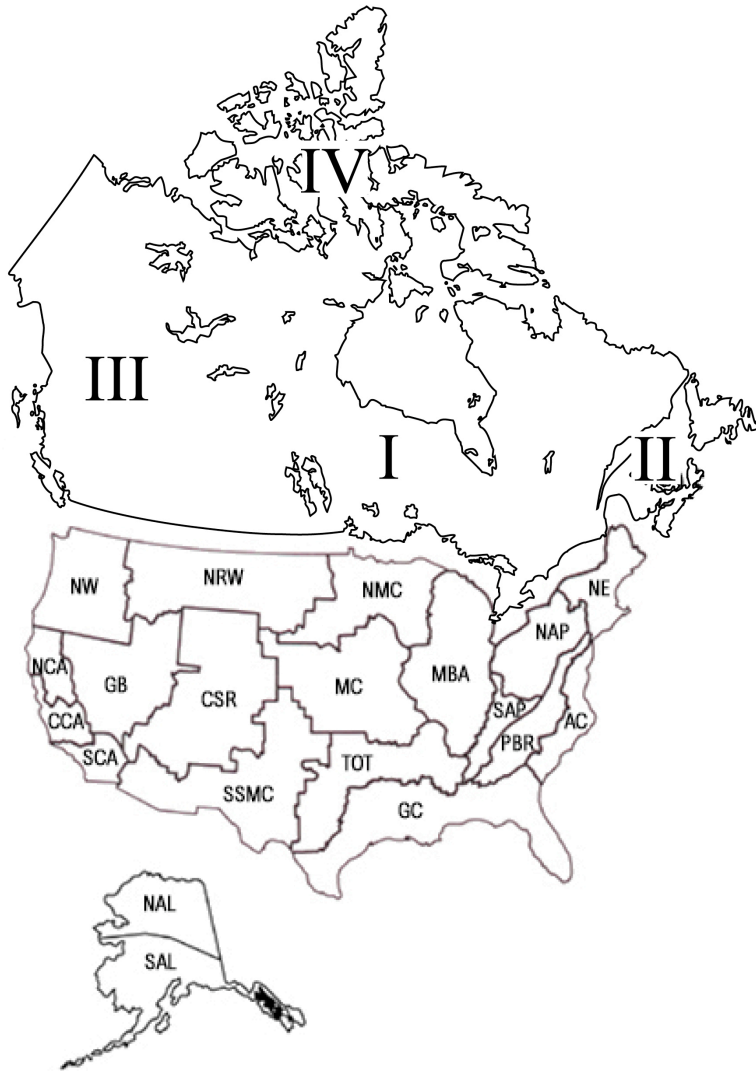 IV
III
I
II
NW
NRW
NMC
NE
NAP
NCA
GB
CSR
MC
MBA
SAP
CCA
AC
PBR
SCA
TOT
SSMC
GC
NAL
SAL